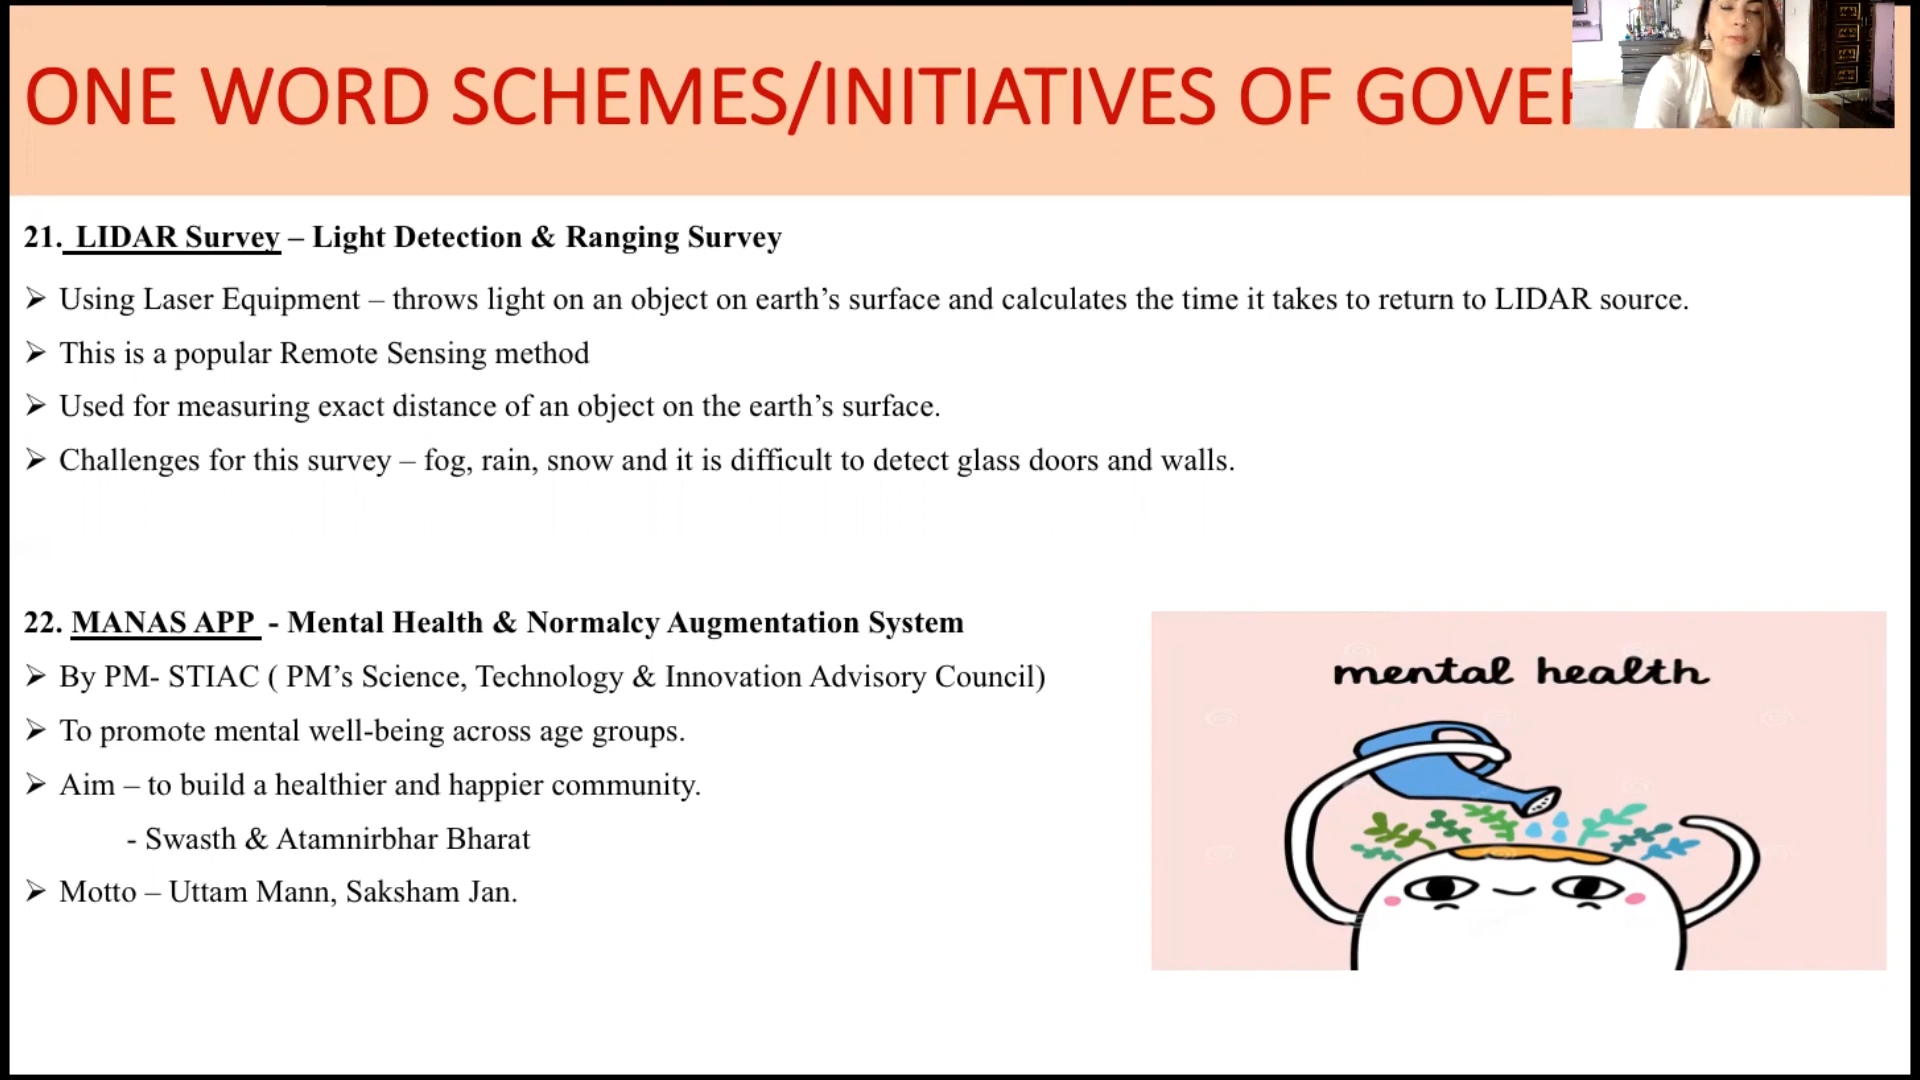 ONE WORD SCHEMES/INITIATIVES OF
21. LIDAR Survey – Light Detection & Ranging Survey
➢ Using Laser Equipment – throws light on an object on earth’s surface and calculates the time it takes to return to LIDAR source.
➢ This is a popular Remote Sensing method
➢ Used for measuring exact distance of an object on the earth’s surface.
➢ Challenges for this survey – fog, rain, snow and it is difficult to detect glass doors and walls.
22. MANAS APP - Mental Health & Normalcy Augmentation System
➢ By PM- STIAC ( PM’s Science, Technology & Innovation Advisory Council)
➢ To promote mental well-being across age groups.
➢ Aim – to build a healthier and happier community.
- Swasth & Atamnirbhar Bharat
➢ Motto – Uttam Mann, Saksham Jan.
mental health